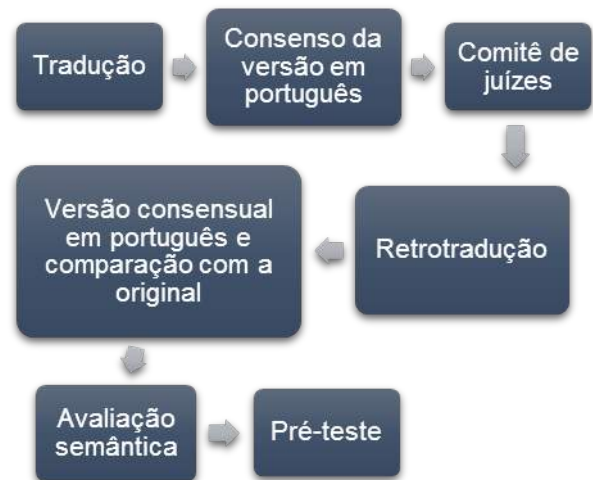 Tradução
Consenso da
versão em
português
Comitê de
juízes
Retrotradução
Versão consensual
em português e
comparação com a
original
Avaliação
semântica
Pré-teste